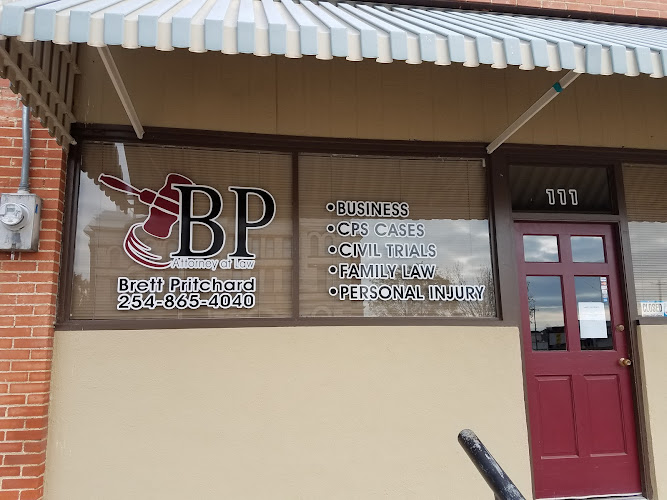 BP
Attorney at Law
Brett Pritchard
254-865-4040
• BUSINESS
• CPS CASES
• CIVIL TRIALS
• FAMILY LAW
• PERSONAL INJURY
111
CLOSED